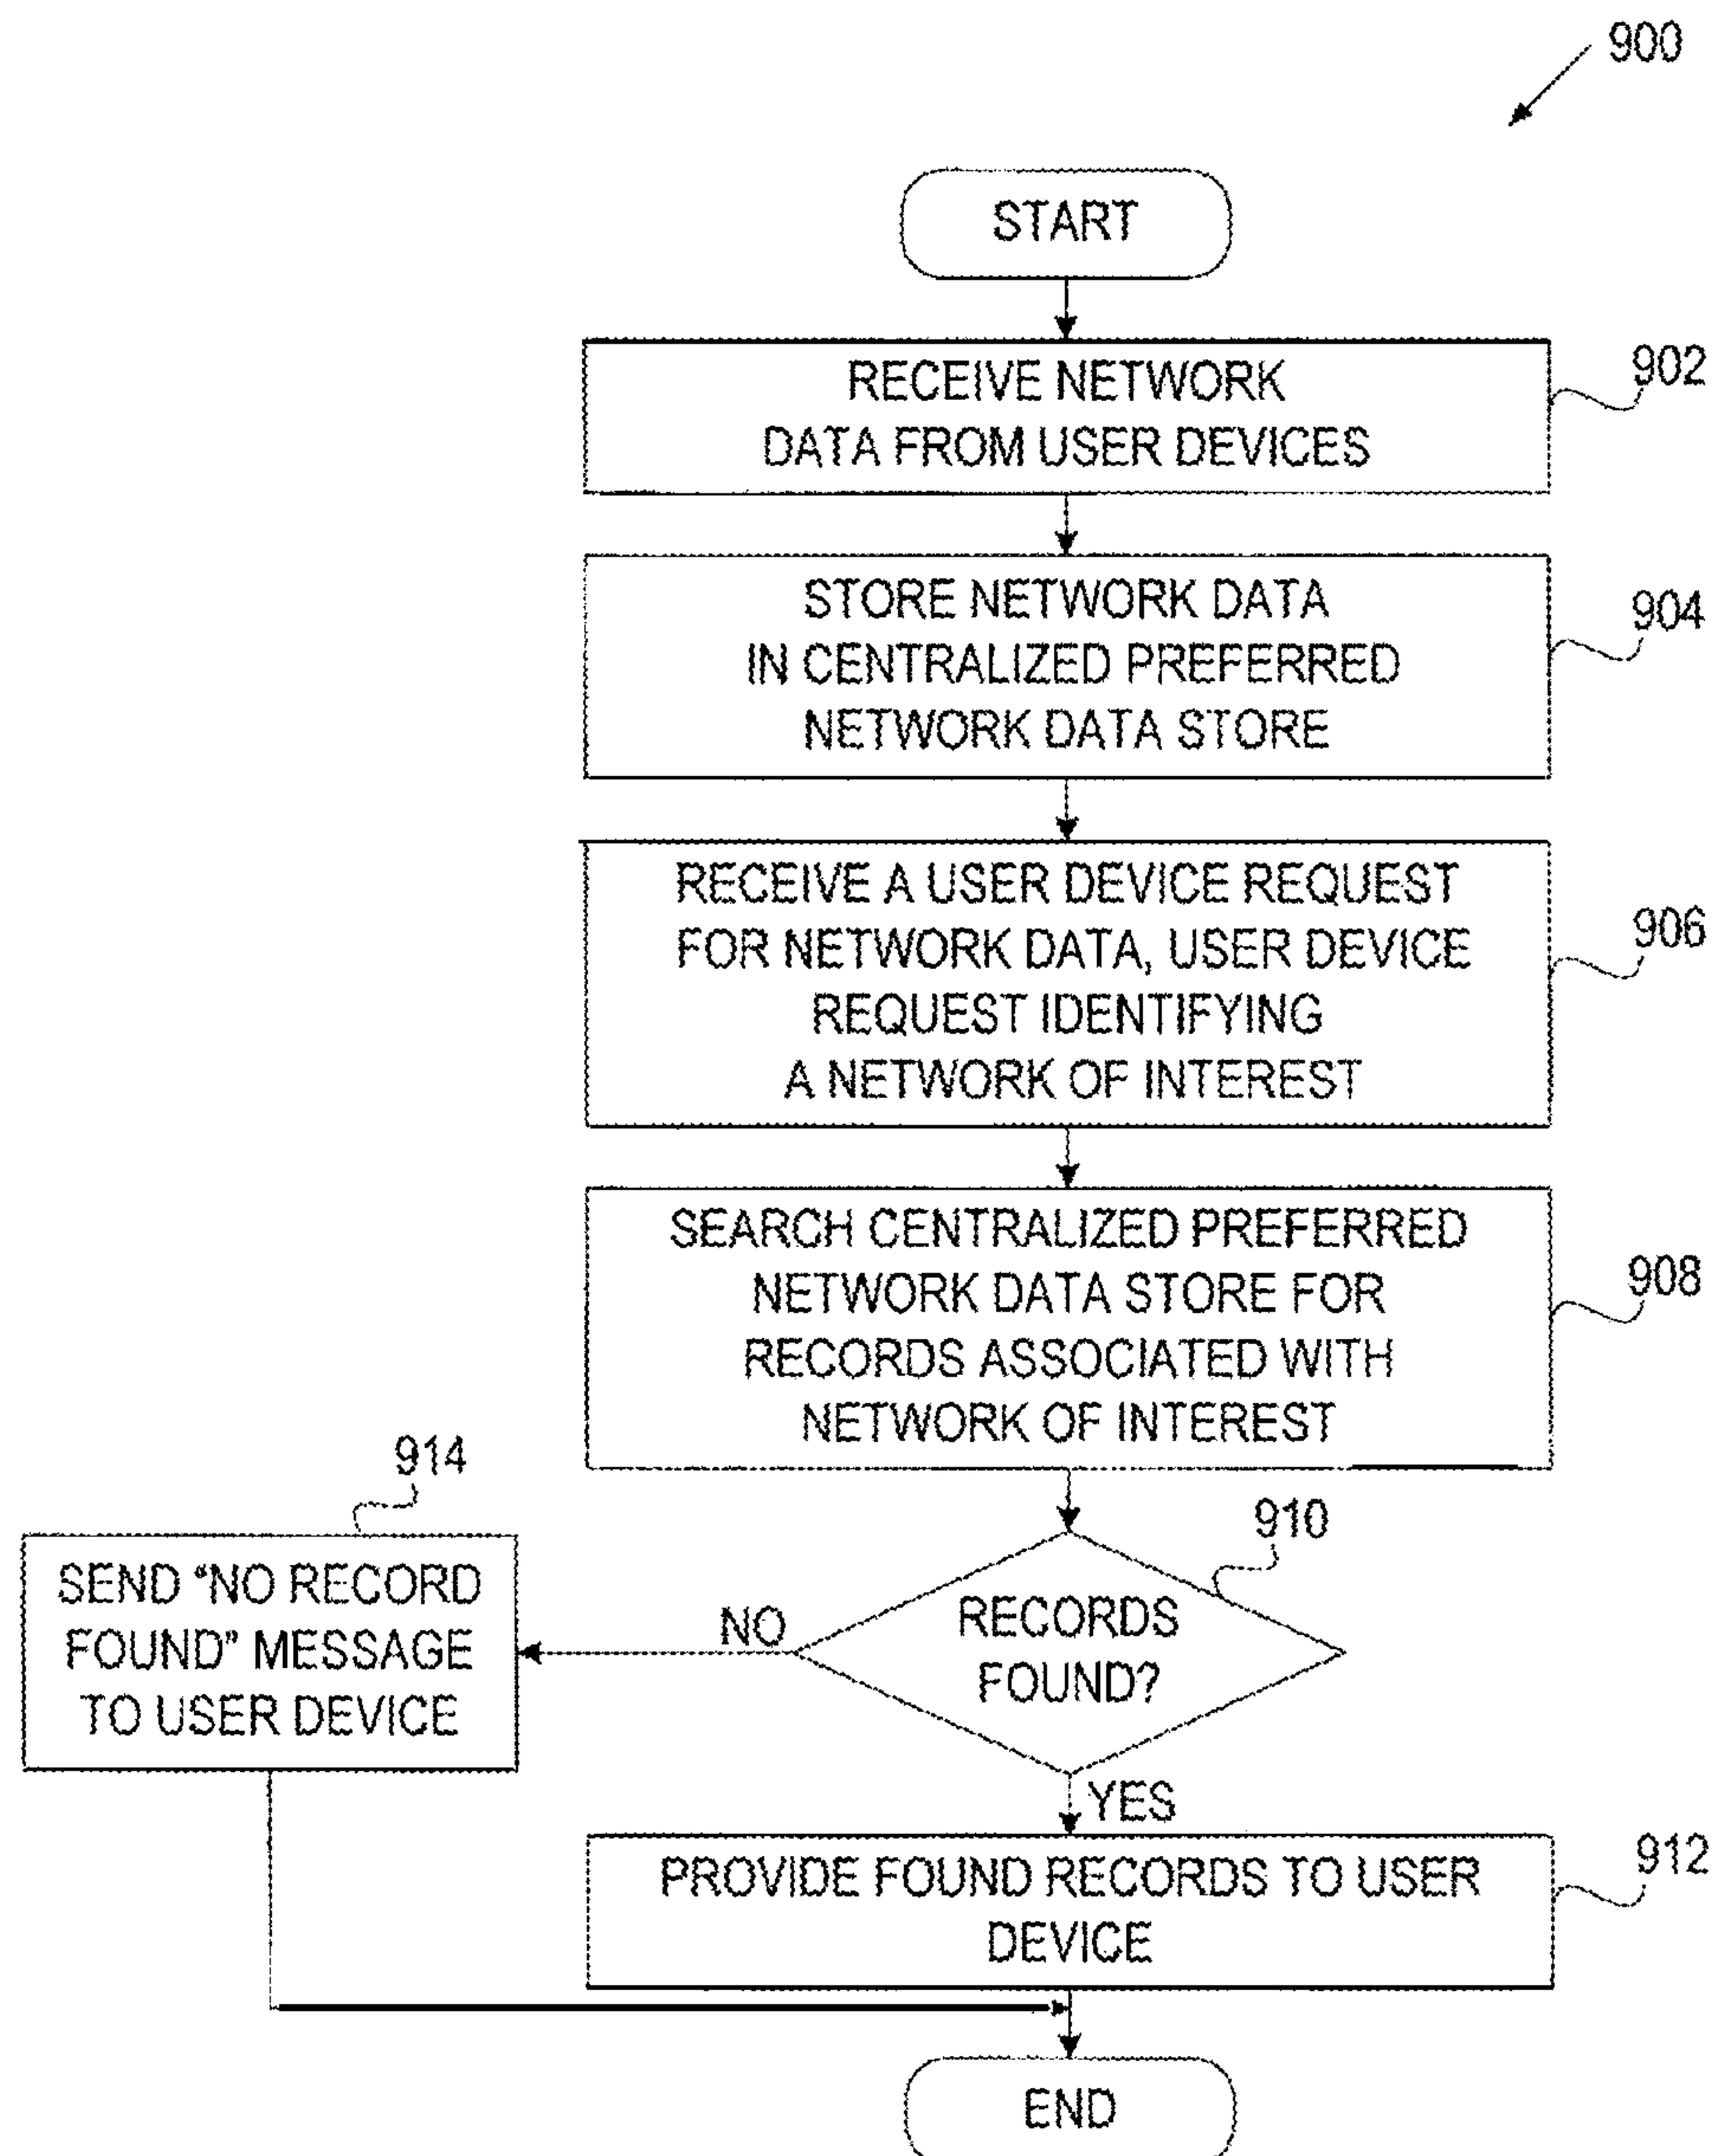 900
START
RECEIVE NETWORK
DATA FROM USER DEVICES
902
STORE NETWORK DATA
IN CENTRALIZED PREFERRED
NETWORK DATA STORE
904
RECEIVE A USER DEVICE REQUEST
FOR NETWORK DATA, USER DEVICE
REQUEST IDENTIFYING
A NETWORK OF INTEREST
906
SEARCH CENTRALIZED PREFERRED
NETWORK DATA STORE FOR
RECORDS ASSOCIATED WITH
NETWORK OF INTEREST
908
914
SEND “NO RECORD
FOUND” MESSAGE
TO USER DEVICE
NO
910
RECORDS
FOUND?
YES
PROVIDE FOUND RECORDS TO USER
DEVICE
912
END